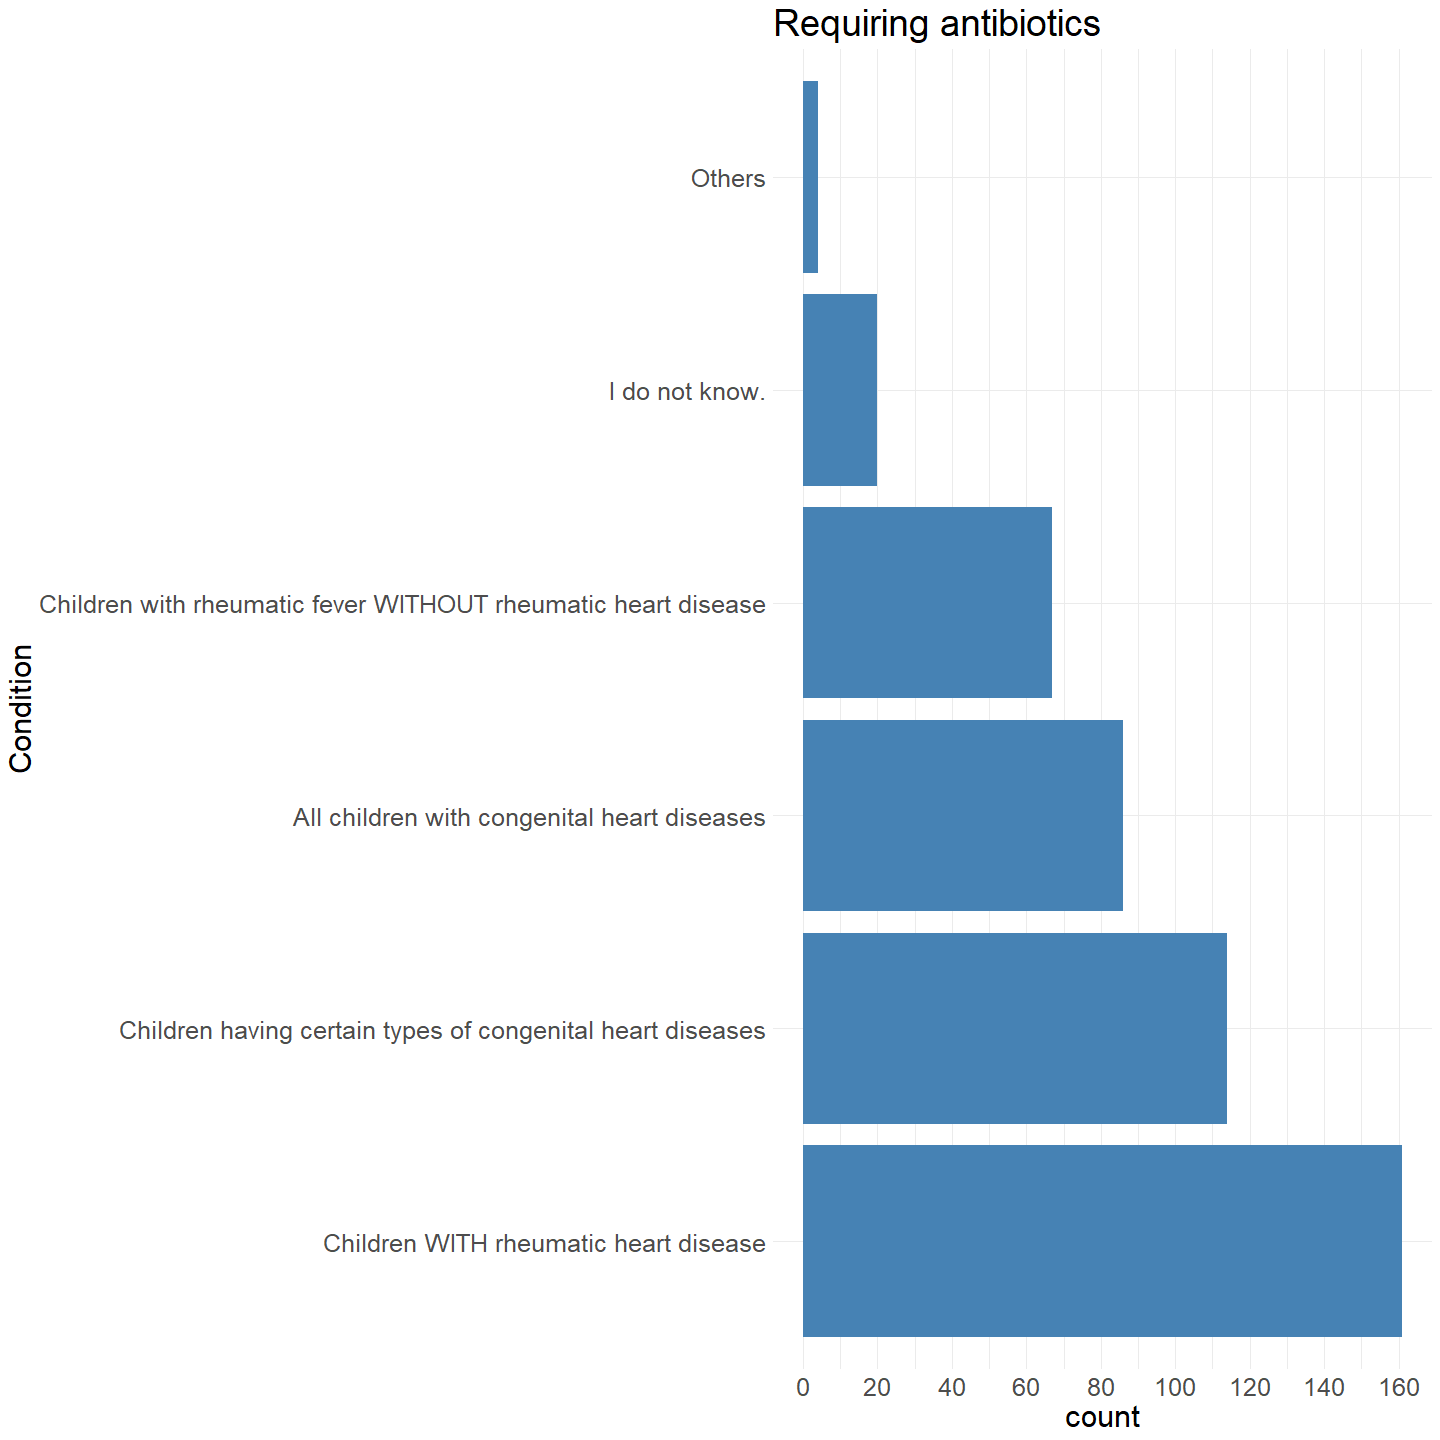 Requiring antibiotics
Others
I do not know.
Children with rheumatic fever WITHOUT rheumatic heart disease
All children with congenital heart diseases
Children having certain types of congenital heart diseases
Children WITH rheumatic heart disease
Condition
0 20 40 60 80 100 120 140 160
count